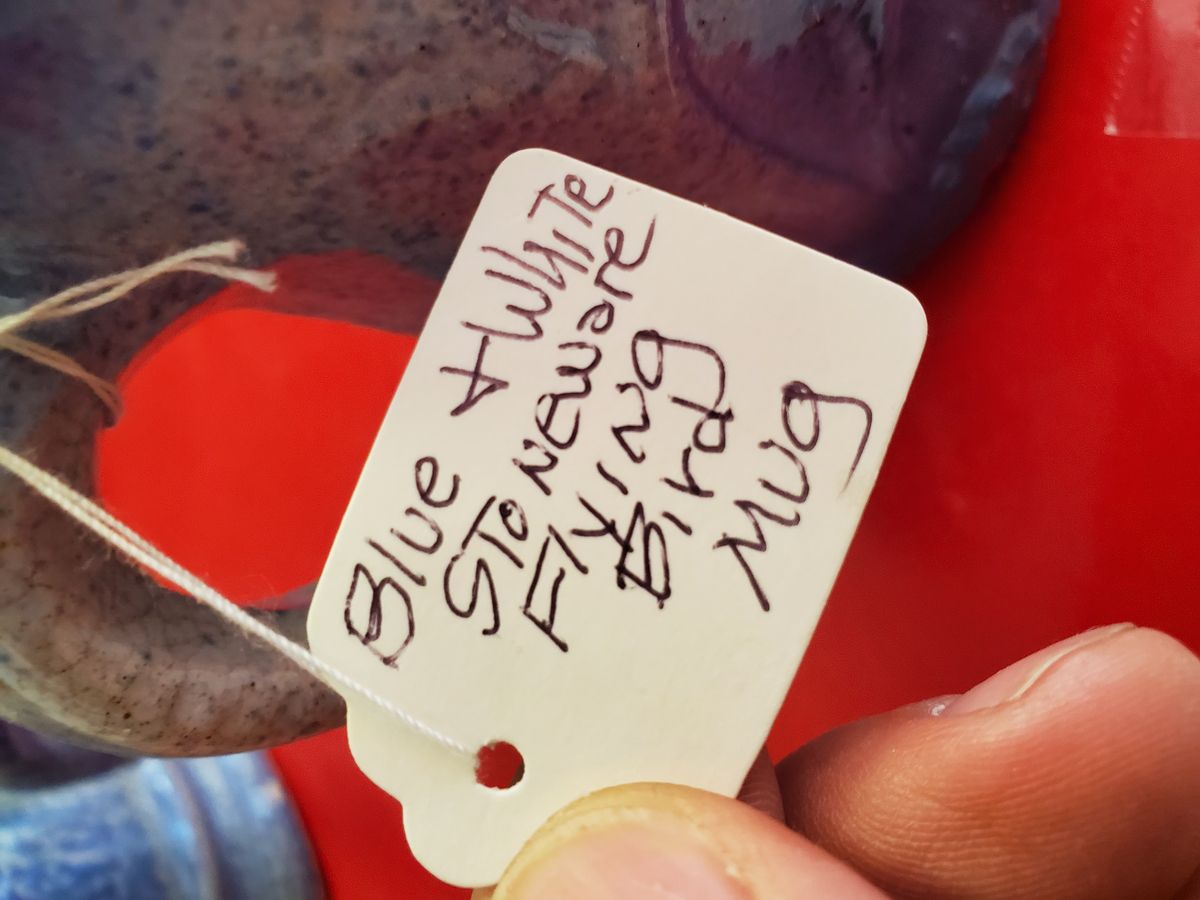 Blue + White
Stoneware
Flying
Bird
Mug